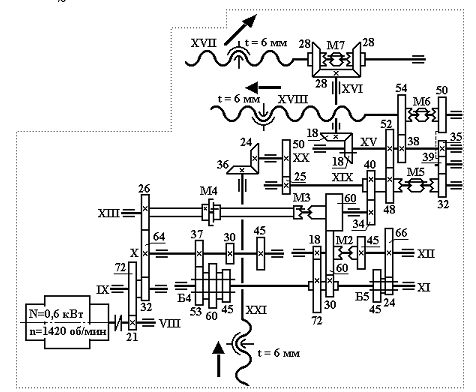 XVII
t = 6 мм
28
M7
28
28
XVI
t = 6 мм
XVIII
54
M6
50
18
52
18
XV
38
35
39
24
50
XX
36
25
XIX
40
M5
48
32
26
M4
M3
60
XIII
34
64
37
30
45
X
18
M2
45
66
XII
72
IX
32
Б4
53
60
45
XXI
60
30
72
Б5
45
24
XI
N=0,6 кВт
n=1420 об/мин
21
VIII
t = 6 мм